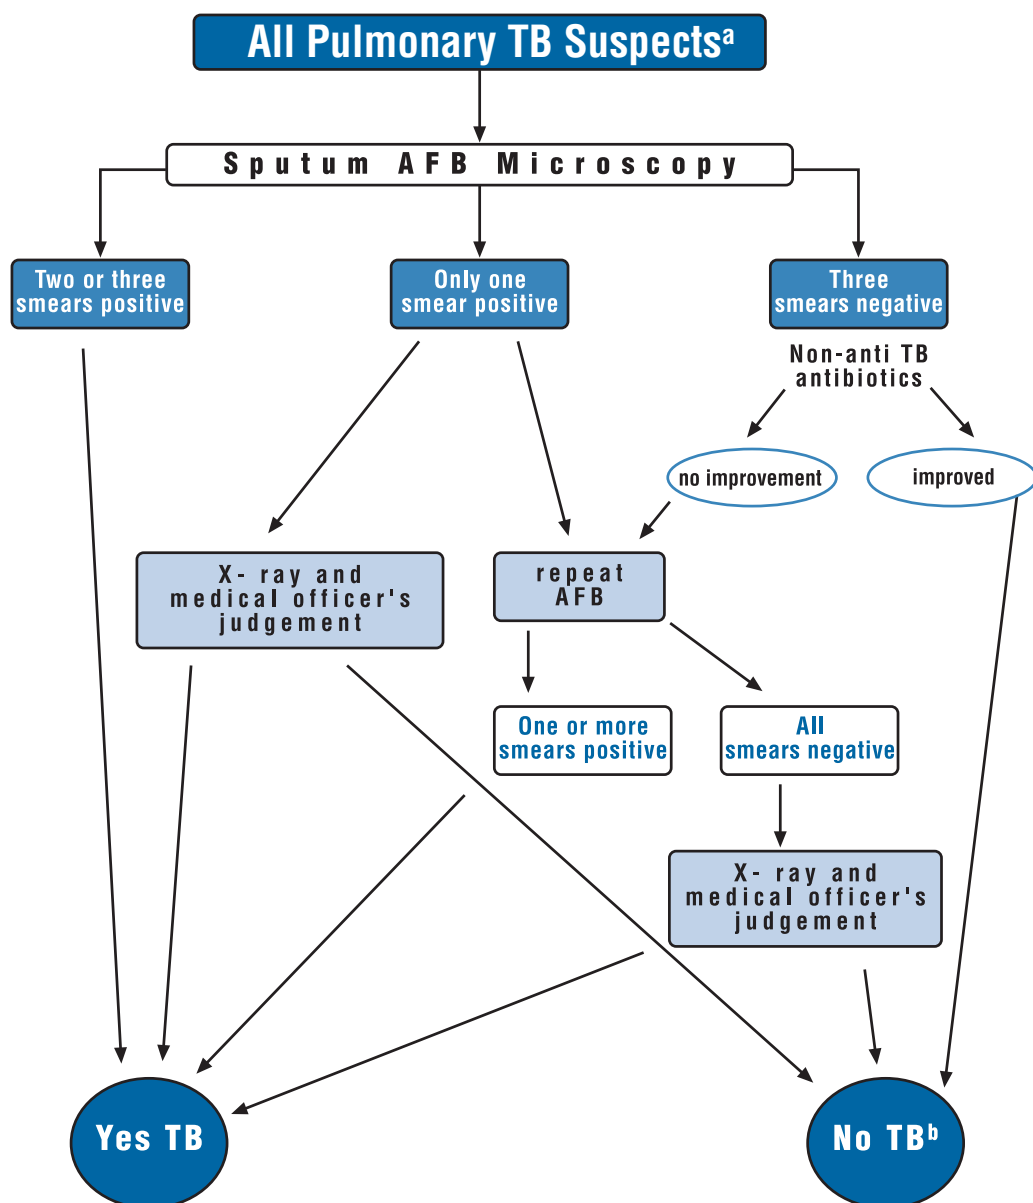 All Pulmonary TB Suspectsᵃ
Sputum AFB Microscopy
Two or three
smears positive
Only one
smear positive
Three
smears negative
Non-anti TB
antibiotics
no improvement
improved
X- ray and
medical officer's
judgement
repeat
AFB
One or more
smears positive
All
smears negative
X- ray and
medical officer's
judgement
Yes TB
No TBᵇ